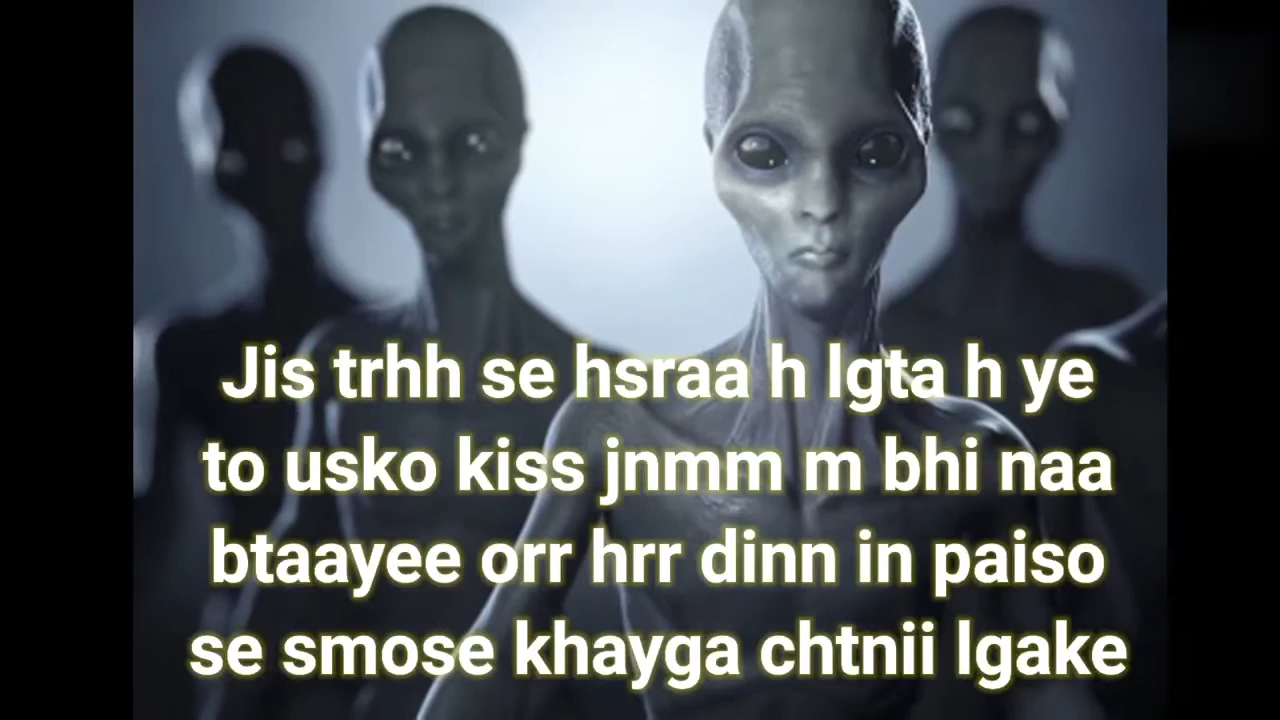 Jis trhh se hsraa h lgta h ye
to usko kiss jnmm m bhi naa
btaayee orr hrr dinn in paiso
se smose khayga chtnii lgake